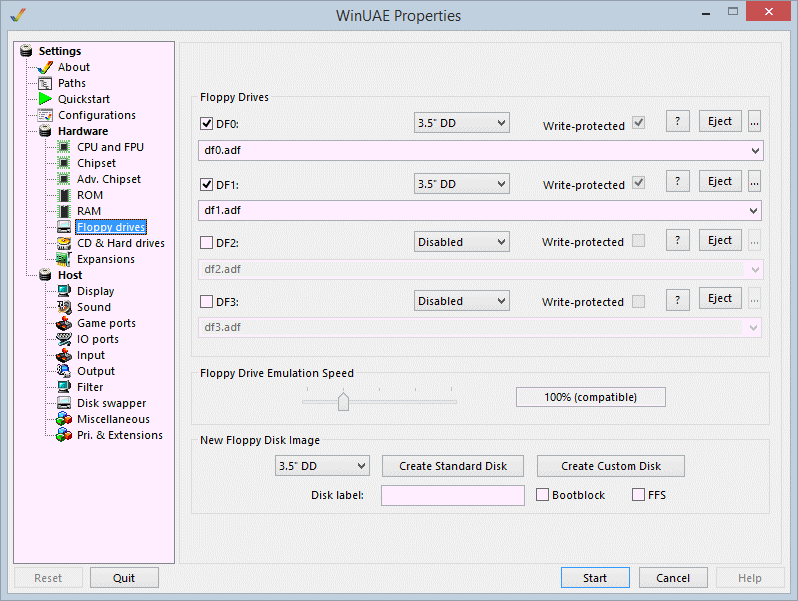 WinUAE Properties
Settings
About
Paths
Quickstart
Configurations
Hardware
CPU and FPU
Chipset
Adv. Chipset
ROM
RAM
Floppy drives
CD & Hard drives
Expansions
Host
Display
Sound
Game ports
IO ports
Input
Output
Filter
Disk swapper
Miscellaneous
Pri. & Extensions
Floppy Drives
DF0: 3.5" DD Write-protected ? Eject ...
df0.adf
DF1: 3.5" DD Write-protected ? Eject ...
df1.adf
DF2: Disabled Write-protected ? Eject ...
df2.adf
DF3: Disabled Write-protected ? Eject ...
df3.adf
Floppy Drive Emulation Speed
100% (compatible)
New Floppy Disk Image
3.5" DD Create Standard Disk Create Custom Disk
Disk label: Bootblock FFS
Reset Quit Start Cancel Help